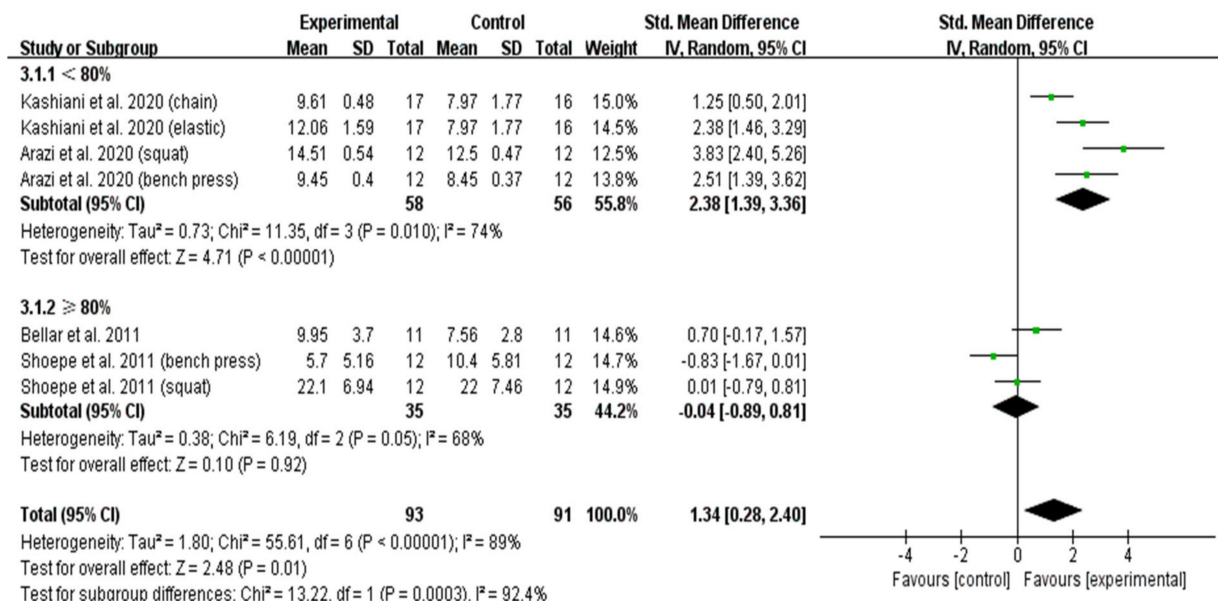 Experimental Control Std. Mean Difference Std. Mean Difference
Study or Subgroup Mean SD Total Mean SD Total Weight IV, Random, 95% CI IV, Random, 95% CI
3.1.1 < 80%
Kashiani et al. 2020 (chain) 9.61 0.48 17 7.97 1.77 16 15.0% 1.25 [0.50, 2.01]
Kashiani et al. 2020 (elastic) 12.06 1.59 17 7.97 1.77 16 14.5% 2.38 [1.46, 3.29]
Arazi et al. 2020 (squat) 14.51 0.54 12 12.5 0.47 12 12.5% 3.83 [2.40, 5.26]
Arazi et al. 2020 (bench press) 9.45 0.4 12 8.45 0.37 12 13.8% 2.51 [1.39, 3.62]
Subtotal (95% CI) 58 56 55.8% 2.38 [1.39, 3.36]
Heterogeneity: Tau² = 0.73; Chi² = 11.35, df = 3 (P = 0.010); I² = 74%
Test for overall effect: Z = 4.71 (P < 0.00001)
3.1.2 ≥ 80%
Bellar et al. 2011 9.95 3.7 11 7.56 2.8 11 14.6% 0.70 [-0.17, 1.57]
Shoepe et al. 2011 (bench press) 5.7 5.16 12 10.4 5.81 12 14.7% -0.83 [-1.67, 0.01]
Shoepe et al. 2011 (squat) 22.1 6.94 12 22 7.46 12 14.9% 0.01 [-0.79, 0.81]
Subtotal (95% CI) 35 35 44.2% -0.04 [-0.89, 0.81]
Heterogeneity: Tau² = 0.38; Chi² = 6.19, df = 2 (P = 0.05); I² = 68%
Test for overall effect: Z = 0.10 (P = 0.92)
Total (95% CI) 93 91 100.0% 1.34 [0.28, 2.40]
Heterogeneity: Tau² = 1.80; Chi² = 55.61, df = 6 (P < 0.00001); I² = 89%
Test for overall effect: Z = 2.48 (P = 0.01)
Test for subgroup differences: Chi² = 13.22, df = 1 (P = 0.0003), I² = 92.4%
-4 -2 0 2 4
Favours [control] Favours [experimental]